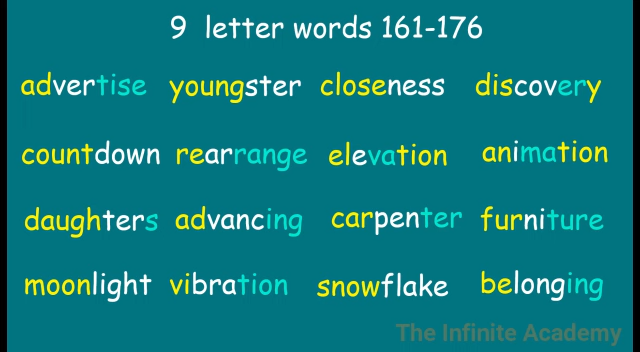 9 letter words 161-176
advertise youngster closeness discovery
countdown rearrange elevation animation
daughters advancing carpenter furniture
moonlight vibration snowflake belonging
The Infinite Academy